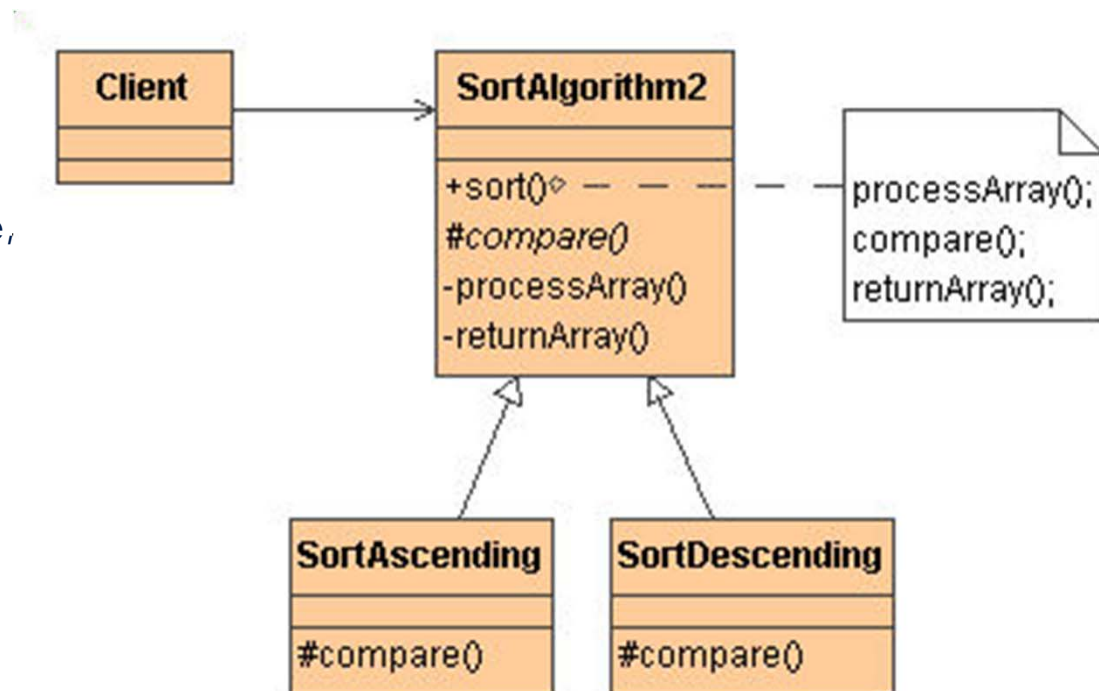 Client
SortAlgorithm2
+sort()
#compare()
-processArray()
-returnArray()
processArray();
compare();
returnArray();
SortAscending
#compare()
SortDescending
#compare()